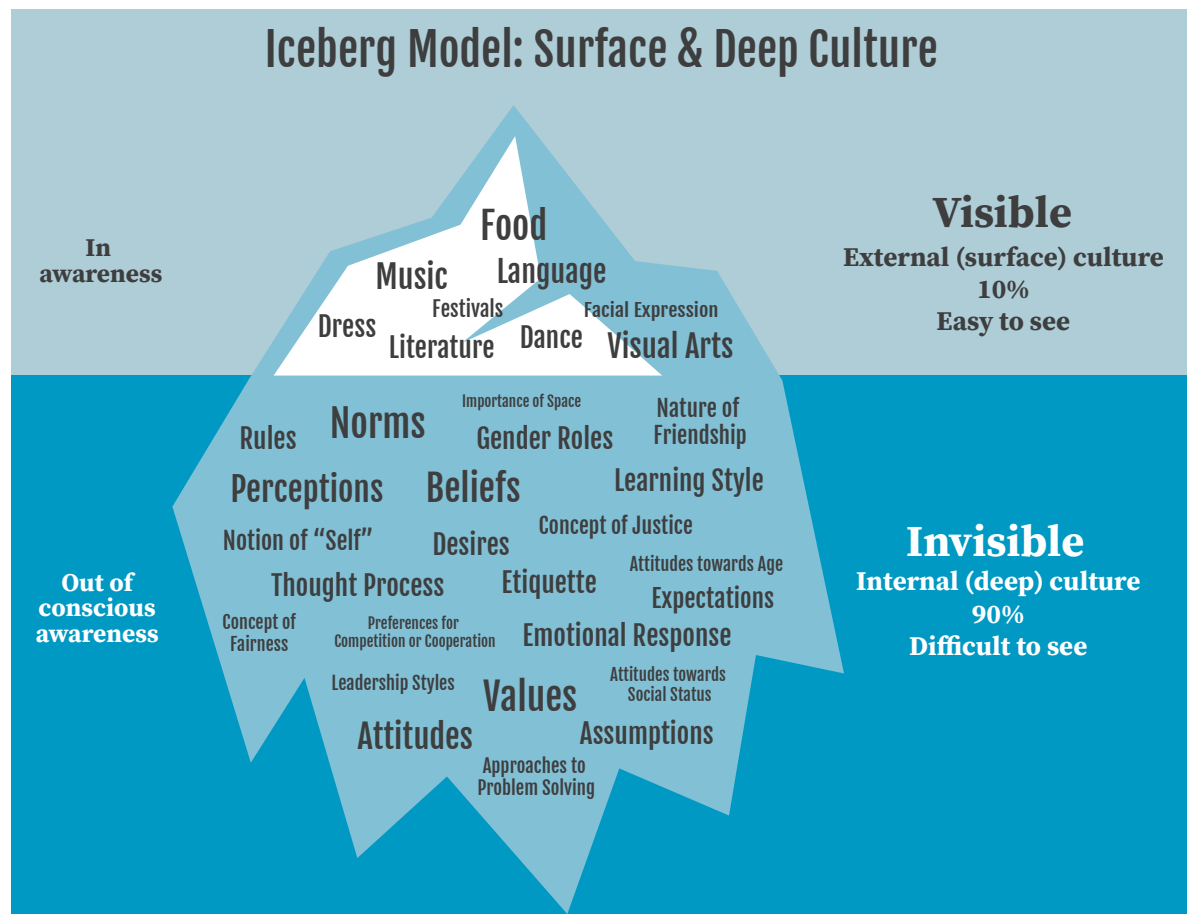 Iceberg Model: Surface & Deep Culture
In
awareness
Visible
External (surface) culture
10%
Easy to see
Food
Music
Language
Festivals
Facial Expression
Dress
Literature
Dance
Visual Arts
Out of
conscious
awareness
Invisible
Internal (deep) culture
90%
Difficult to see
Importance of Space
Norms
Nature of
Friendship
Rules
Gender Roles
Perceptions
Beliefs
Learning Style
Notion of “Self”
Desires
Concept of Justice
Attitudes towards Age
Thought Process
Etiquette
Expectations
Concept of
Fairness
Preferences for
Competition or Cooperation
Emotional Response
Leadership Styles
Values
Attitudes towards
Social Status
Attitudes
Assumptions
Approaches to
Problem Solving